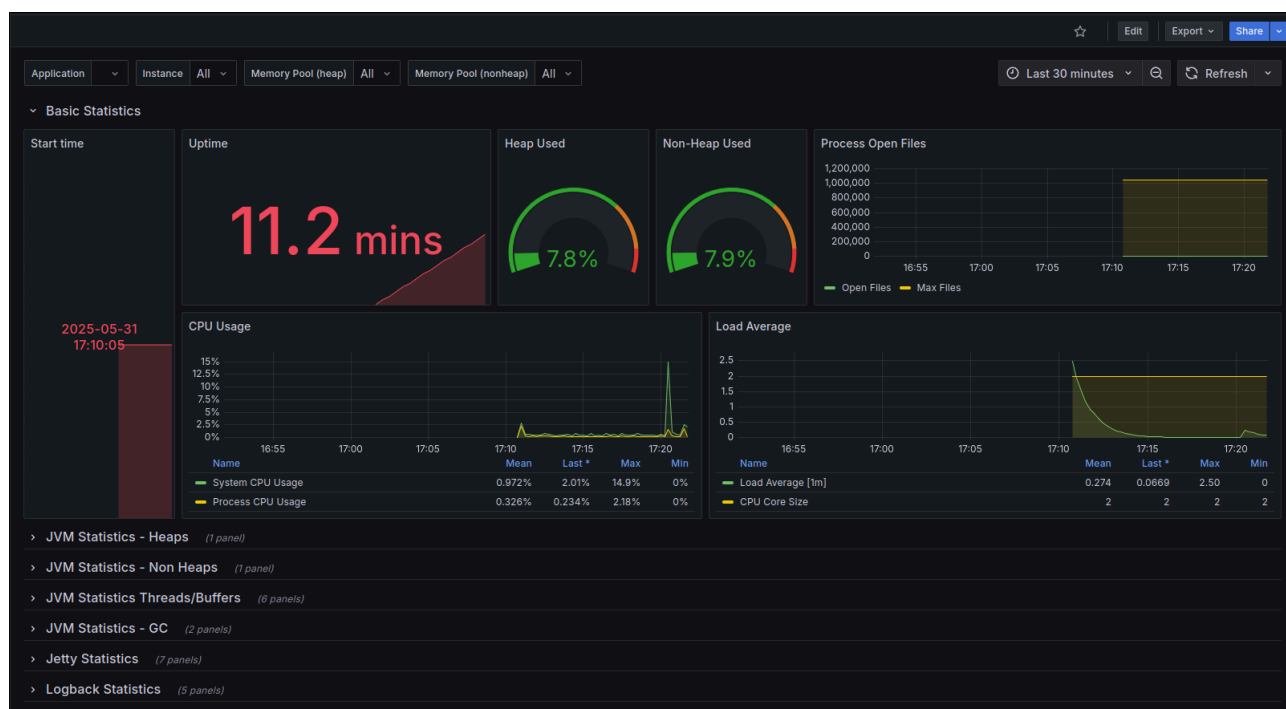 Edit Export Share
Application Instance All Memory Pool (heap) All Memory Pool (nonheap) All Last 30 minutes Refresh
Basic Statistics
Start time
2025-05-31
17:10:05
Uptime
11.2 mins
Heap Used
7.8%
Non-Heap Used
7.9%
Process Open Files
1,200,000
1,000,000
800,000
600,000
400,000
200,000
0
16:55 17:00 17:05 17:10 17:15 17:20
Open Files Max Files
CPU Usage
15%
12.5%
10%
7.5%
5%
2.5%
0%
16:55 17:00 17:05 17:10 17:15 17:20
Name Mean Last * Max Min
System CPU Usage 0.972% 2.01% 14.9% 0%
Process CPU Usage 0.326% 0.234% 2.18% 0%
Load Average
2.5
2
1.5
1
0.5
0
16:55 17:00 17:05 17:10 17:15 17:20
Name Mean Last * Max Min
Load Average [1m] 0.274 0.0669 2.50 0
CPU Core Size 2 2 2 2
JVM Statistics - Heaps (1 panel)
JVM Statistics - Non Heaps (1 panel)
JVM Statistics Threads/Buffers (6 panels)
JVM Statistics - GC (2 panels)
Jetty Statistics (7 panels)
Logback Statistics (5 panels)